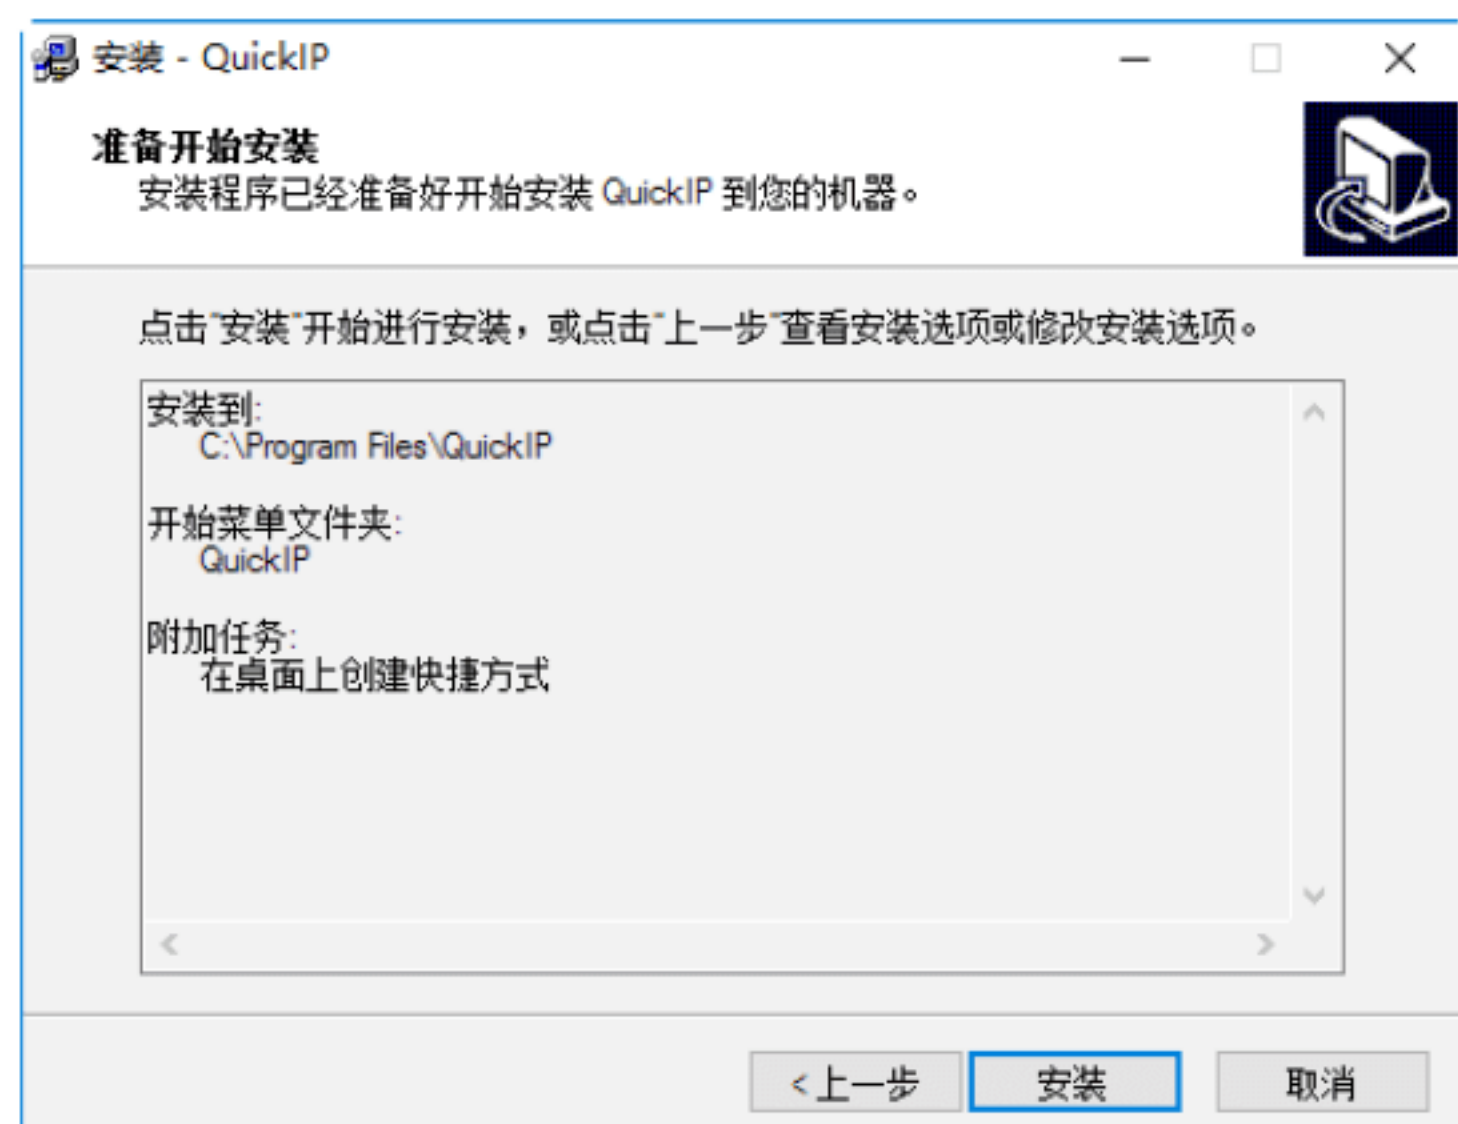 安装 - QuickIP
准备开始安装
安装程序已经准备好开始安装 QuickIP 到您的机器。
点击"安装"开始进行安装，或点击"上一步"查看安装选项或修改安装选项。
安装到:
C:\Program Files\QuickIP
开始菜单文件夹:
QuickIP
附加任务:
在桌面上创建快捷方式
<上一步 安装 取消